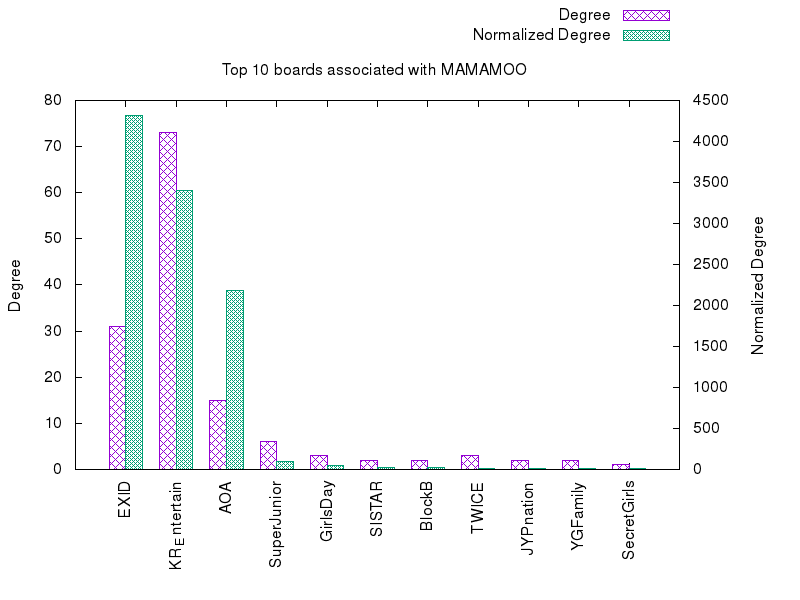 Degree
Normalized Degree
Top 10 boards associated with MAMAMOO
80
70
60
50
40
30
20
10
0
4500
4000
3500
3000
2500
2000
1500
1000
500
0
Degree
Normalized Degree
EXID
KREntertain
AOA
SuperJunior
GirlsDay
SISTAR
BlockB
TWICE
JYPnation
YGFamily
SecretGirls